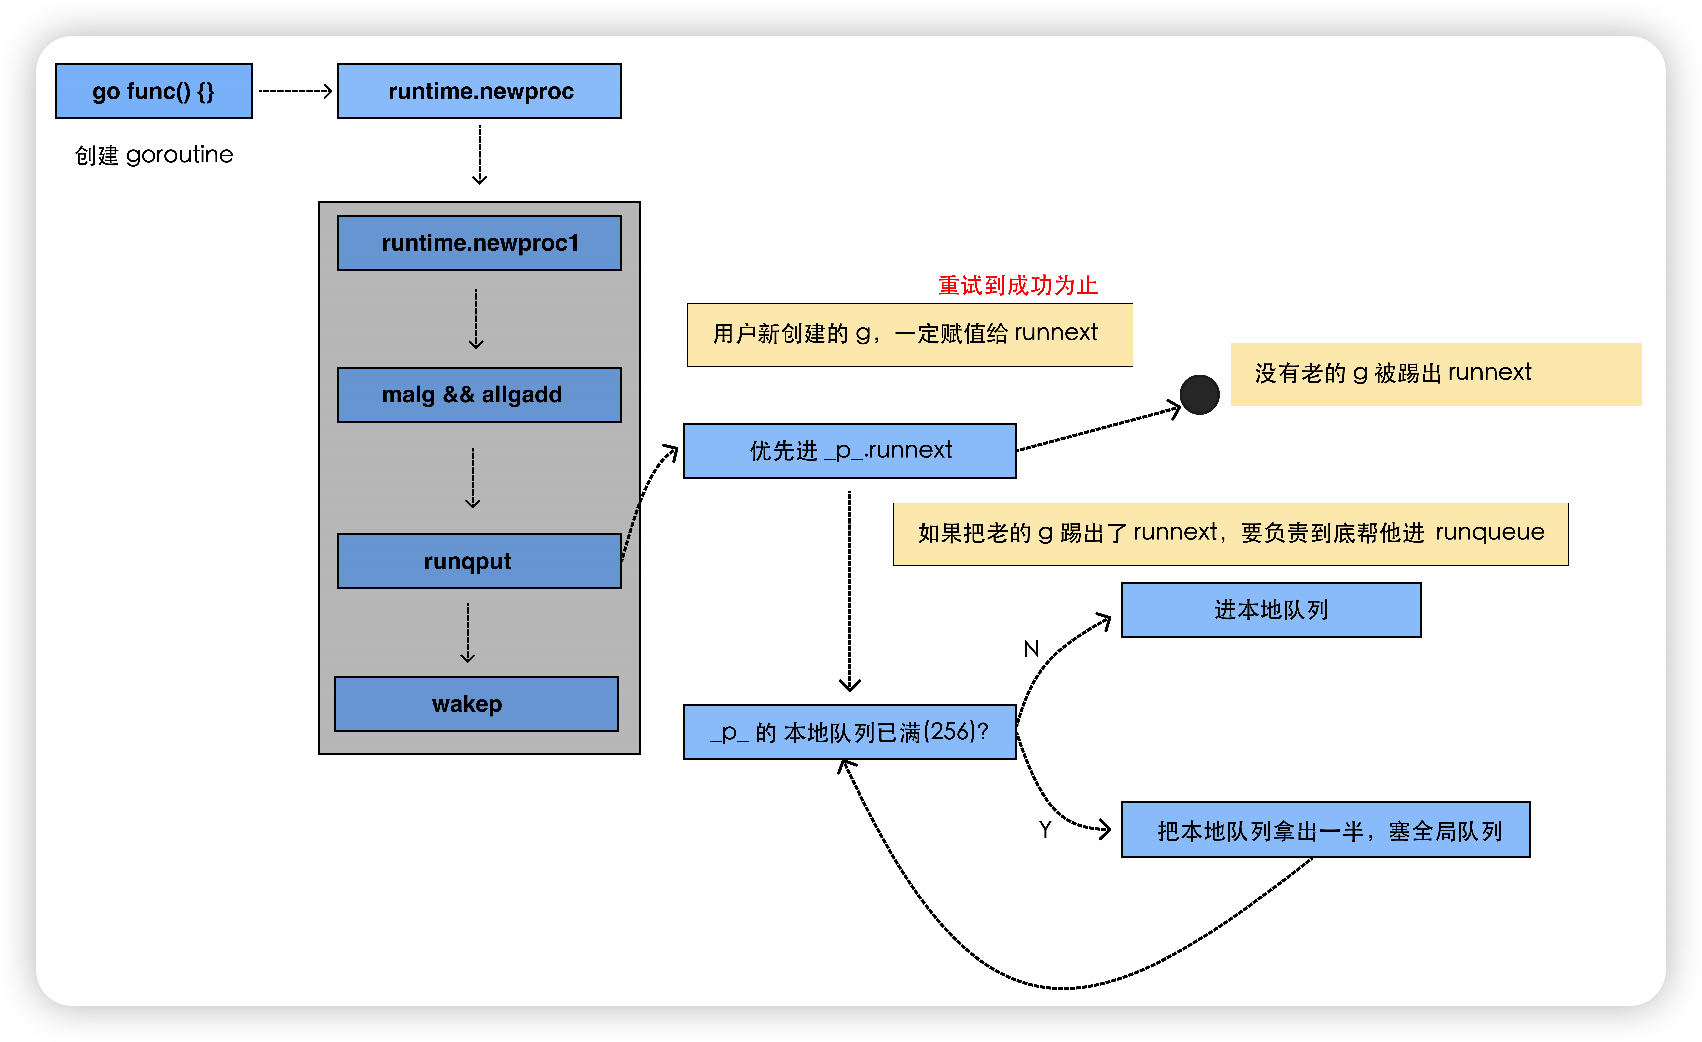 go func() {}
runtime.newproc
创建 goroutine
runtime.newproc1
malg && allgadd
runqput
wakep
重试到成功为止
用户新创建的 g，一定赋值给 runnext
没有老的 g 被踢出 runnext
优先进 _p_.runnext
如果把老的 g 踢出了 runnext，要负责到底帮他进 runqueue
进本地队列
N
_p_ 的 本地队列已满(256)?
Y
把本地队列拿出一半，塞全局队列